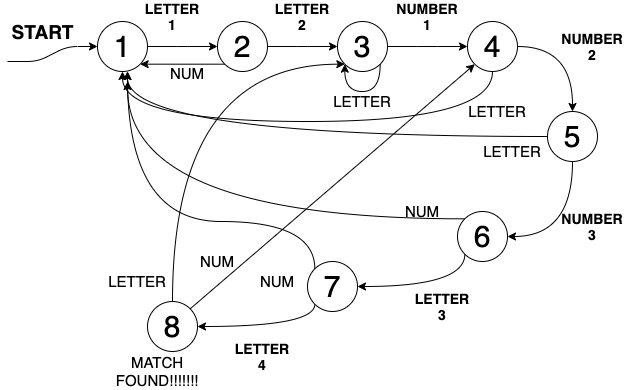 LETTER
1
LETTER
2
NUMBER
1
START
1
2
3
4
NUMBER
2
NUM
LETTER
LETTER
5
LETTER
NUM
6
NUMBER
3
NUM
NUM
7
LETTER
LETTER
3
8
LETTER
4
MATCH
FOUND!!!!!!!